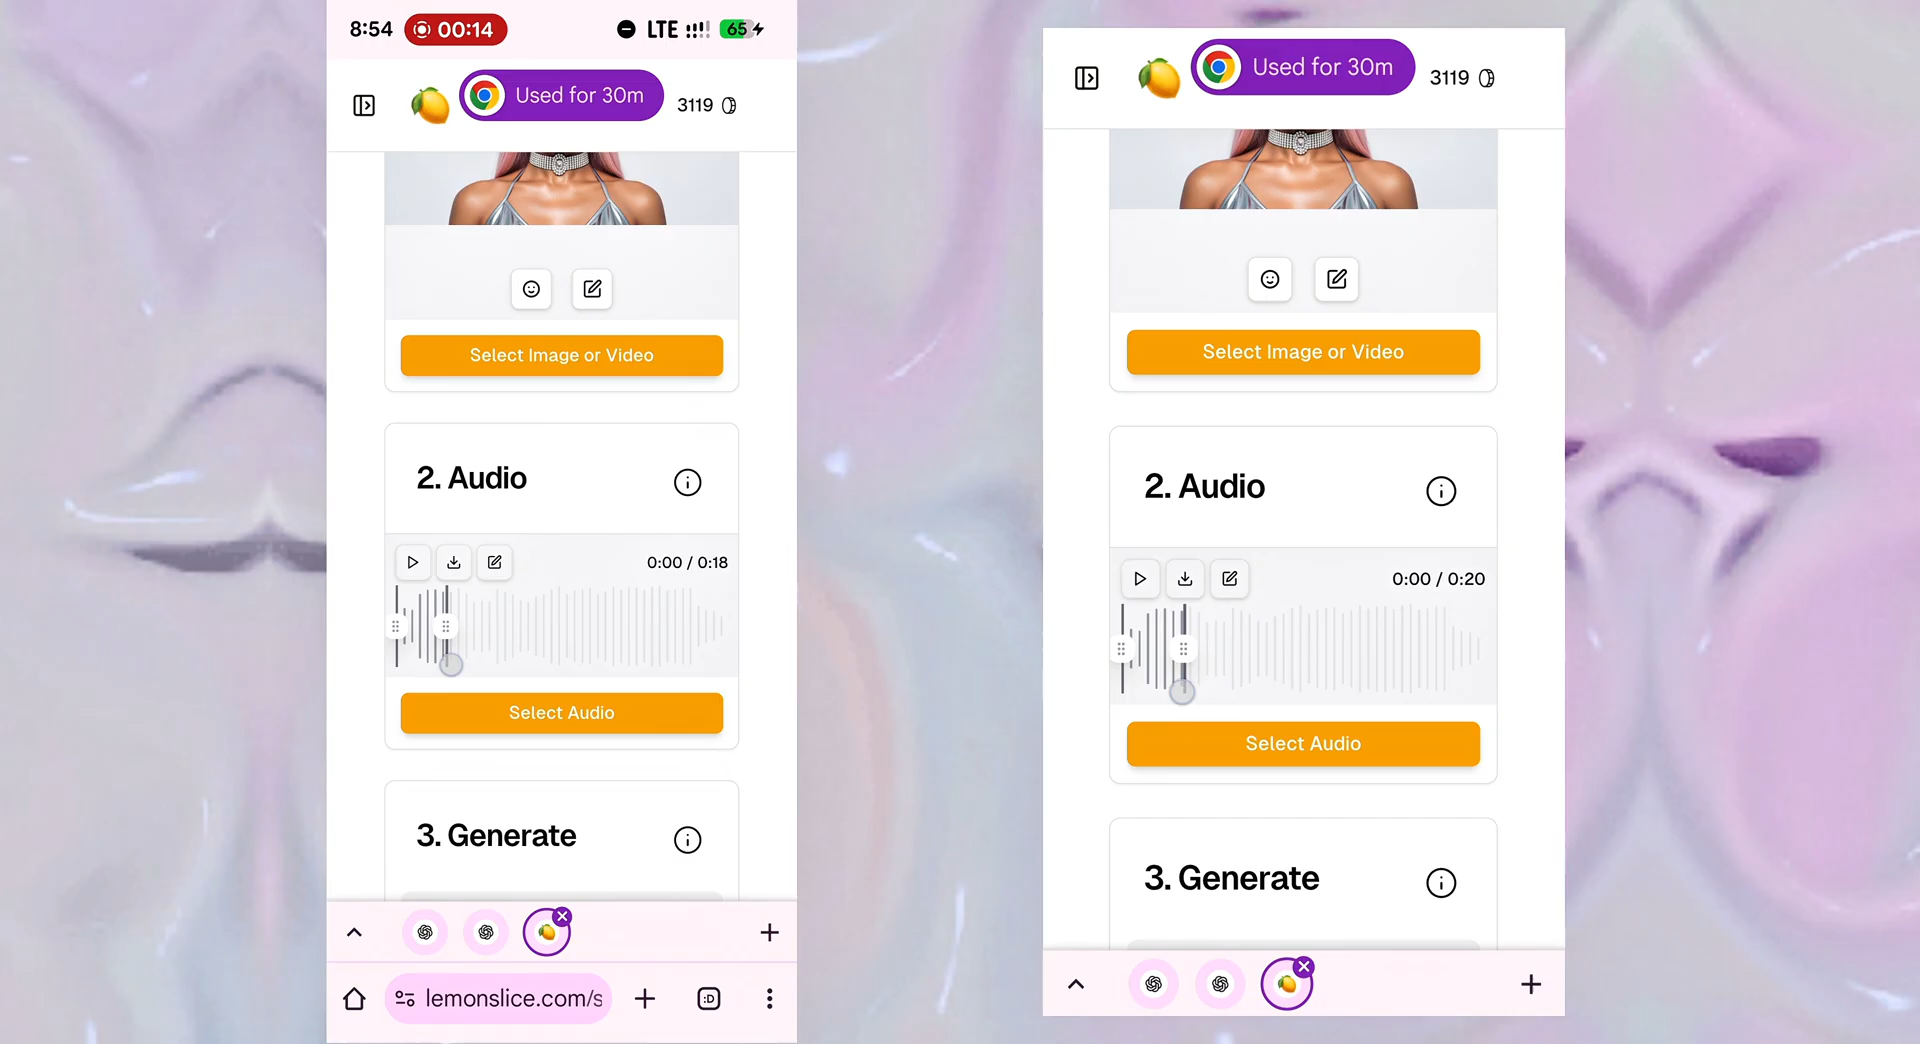 8:54 00:14 LTE 65
Used for 30m 3119
Select Image or Video
2. Audio
0:00 / 0:18
Select Audio
3. Generate
lemonslice.com/s
:D
Used for 30m 3119
Select Image or Video
2. Audio
0:00 / 0:20
Select Audio
3. Generate